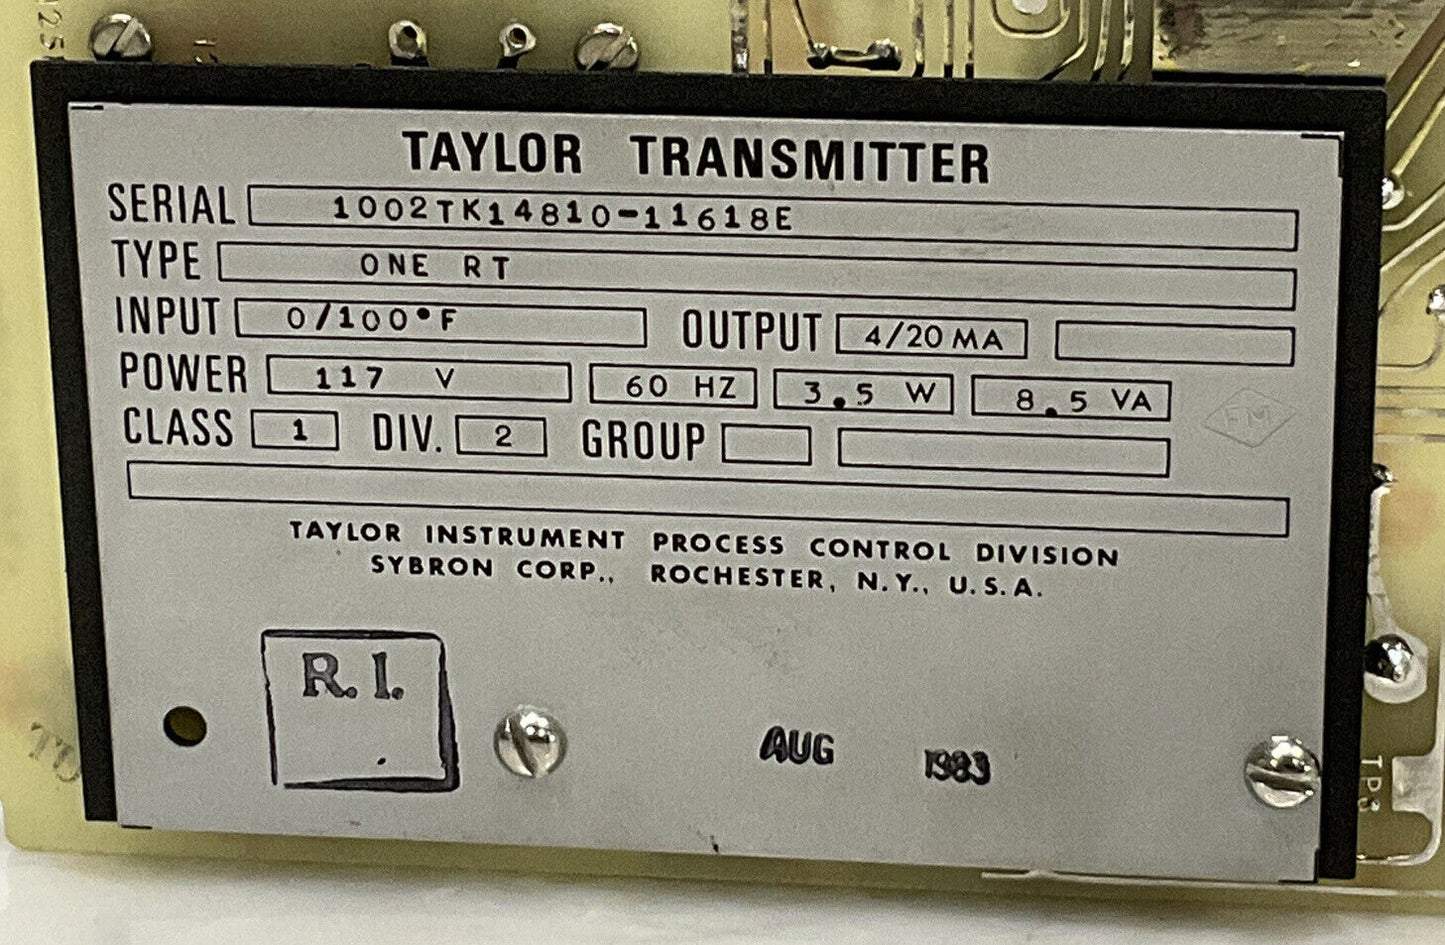 TAYLOR TRANSMITTER
SERIAL 1002TK14810-11618E
TYPE ONE RT
INPUT 0/100°F OUTPUT 4/20 MA
POWER 117 V 60 HZ 3.5 W 8.5 VA
FM
CLASS 1 DIV. 2 GROUP
TAYLOR INSTRUMENT PROCESS CONTROL DIVISION
SYBRON CORP., ROCHESTER, N.Y., U.S.A.
R.I.
AUG 1983